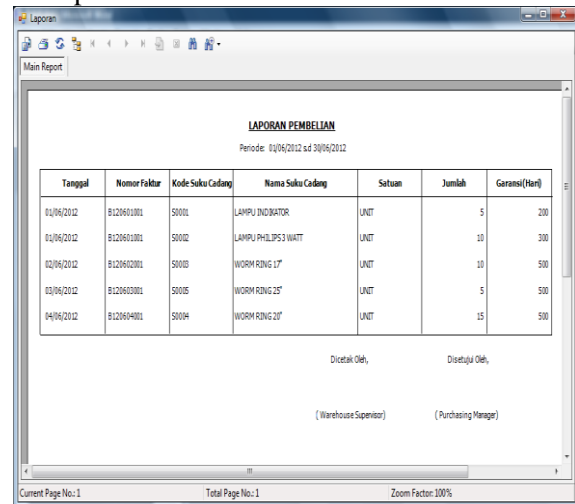 Laporan
Main Report
LAPORAN PEMBELIAN
Periode: 01/06/2012 s.d 30/06/2012
Tanggal Nomor Faktur Kode Suku Cadang Nama Suku Cadang Satuan Jumlah Garansi(Hari)
01/06/2012 B120601001 S0001 LAMPU INDIKATOR UNIT 5 200
01/06/2012 B120601001 S0002 LAMPU PHILIPS 3 WATT UNIT 10 300
02/06/2012 B120602001 S0003 WORM RING 17" UNIT 10 500
03/06/2012 B120603001 S0005 WORM RING 25" UNIT 5 500
04/06/2012 B120604001 S0004 WORM RING 20" UNIT 15 500
Dicetak Oleh, Disetujui Oleh,
( Warehouse Supervisor) ( Purchasing Manager)
Current Page No.: 1 Total Page No.: 1 Zoom Factor: 100%